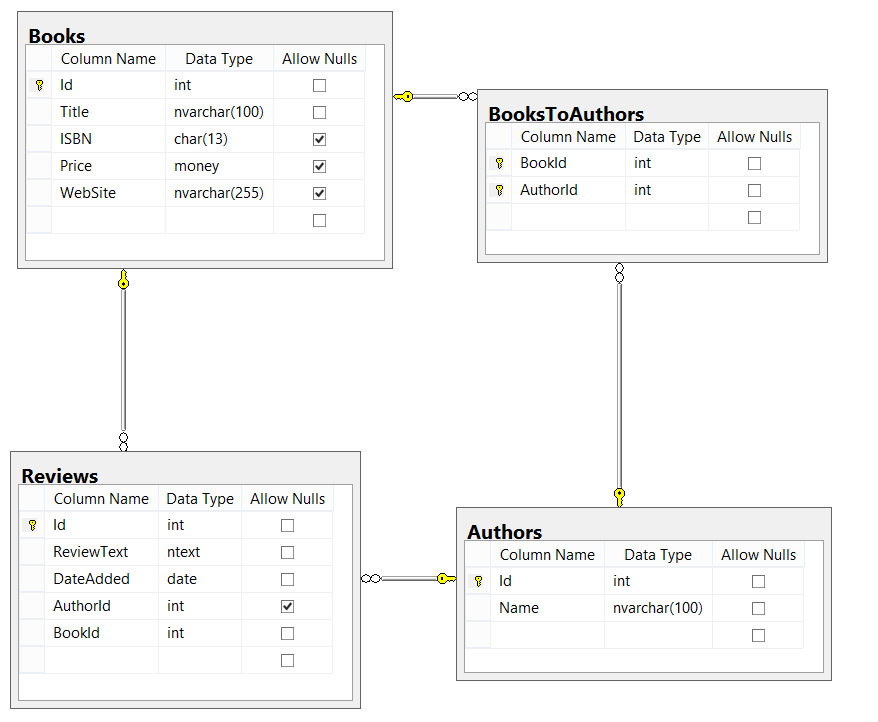 Books
Column Name Data Type Allow Nulls
Id int
Title nvarchar(100)
ISBN char(13)
Price money
WebSite nvarchar(255)
BooksToAuthors
Column Name Data Type Allow Nulls
BookId int
AuthorId int
Reviews
Column Name Data Type Allow Nulls
Id int
ReviewText ntext
DateAdded date
AuthorId int
BookId int
Authors
Column Name Data Type Allow Nulls
Id int
Name nvarchar(100)